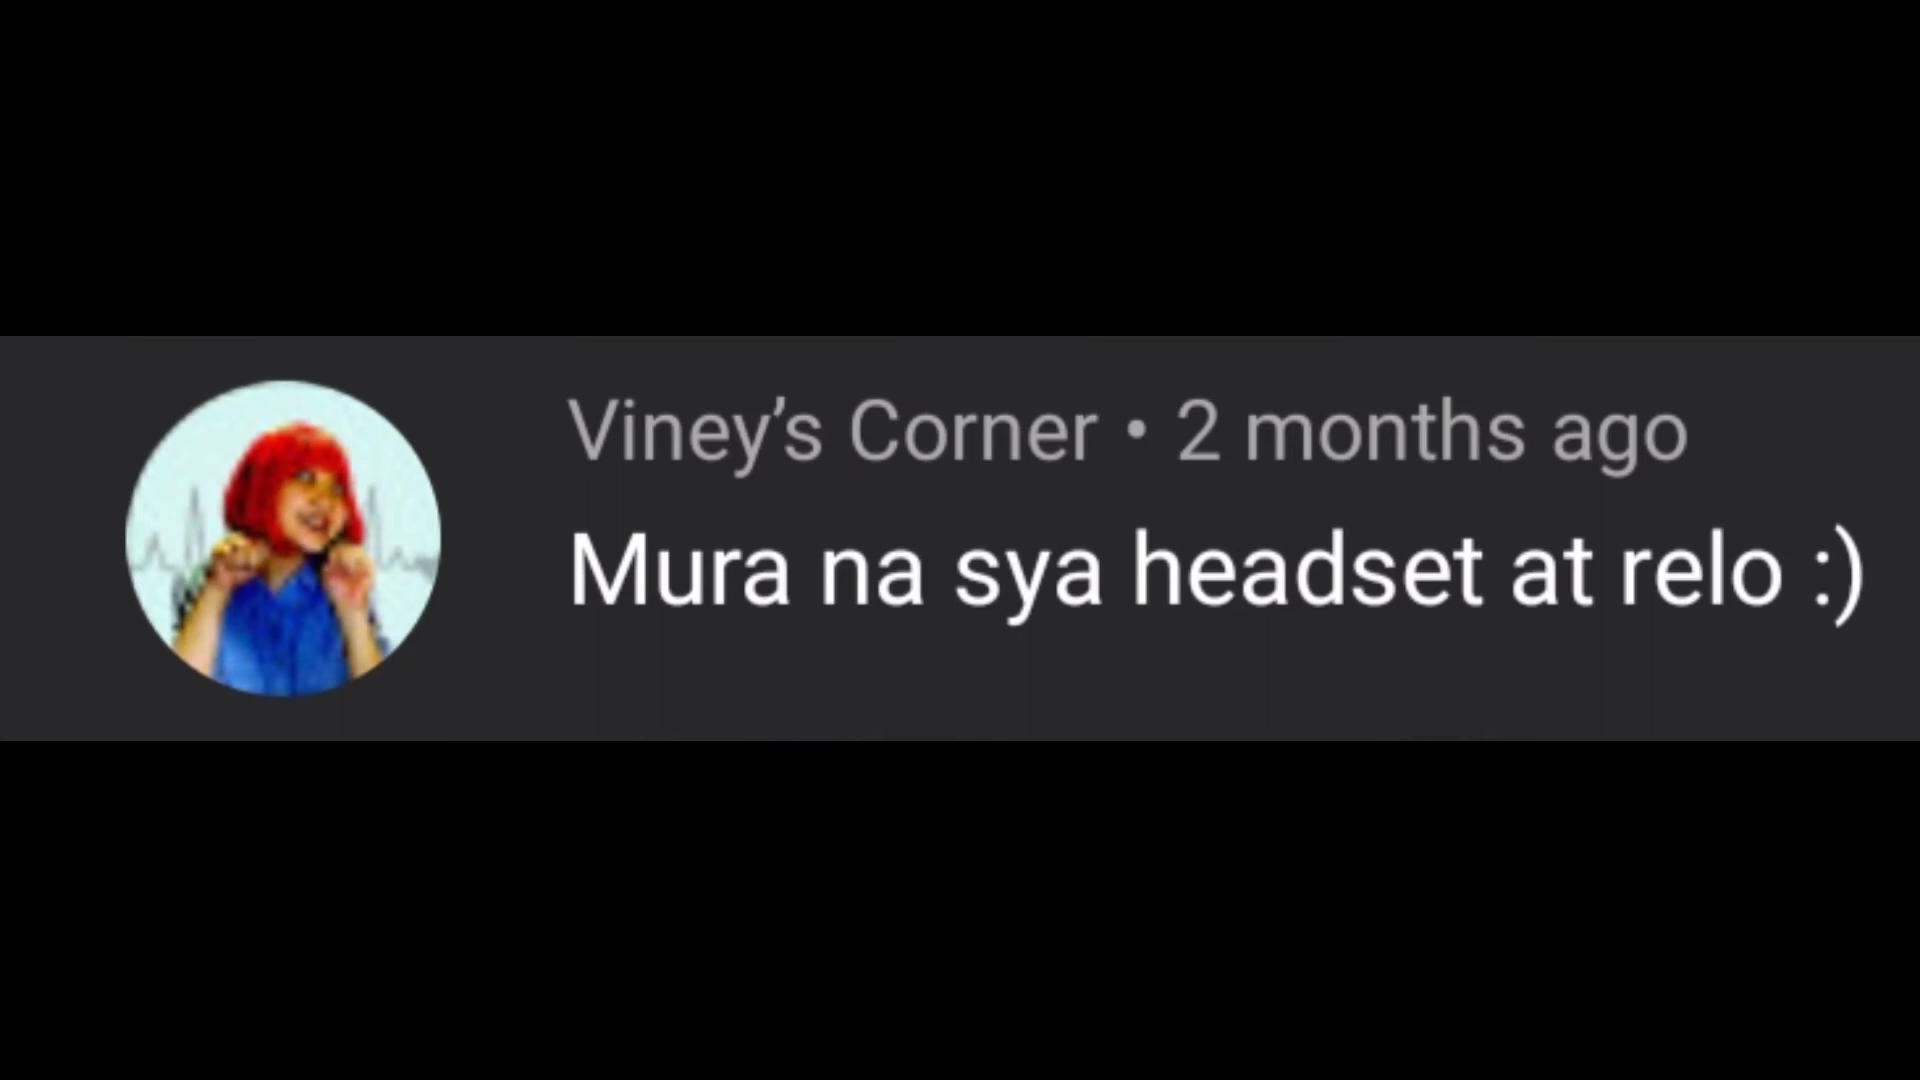 Viney’s Corner • 2 months ago
Mura na sya headset at relo :)